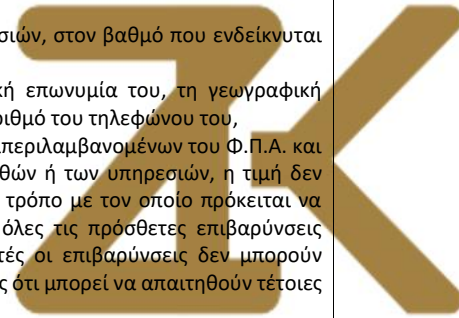 σιών, στον βαθμό που ενδείκνυται
κή επωνυμία του, τη γεωγραφική
ριθμό του τηλεφώνου του,
περιλαμβανομένων του Φ.Π.Α. και
θών ή των υπηρεσιών, η τιμή δεν
τρόπο με τον οποίο πρόκειται να
όλες τις πρόσθετες επιβαρύνσεις
τές οι επιβαρύνσεις δεν μπορούν
ς ότι μπορεί να απαιτηθούν τέτοιες